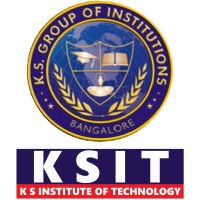 K.S. GROUP OF INSTITUTIONS
BANGALORE
KSIT
K S INSTITUTE OF TECHNOLOGY